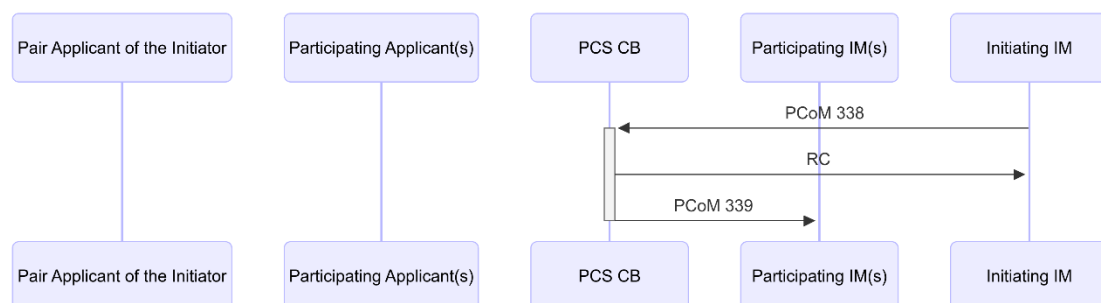 Pair Applicant of the Initiator
Participating Applicant(s)
PCS CB
Participating IM(s)
Initiating IM
PCoM 338
RC
PCoM 339
Pair Applicant of the Initiator
Participating Applicant(s)
PCS CB
Participating IM(s)
Initiating IM